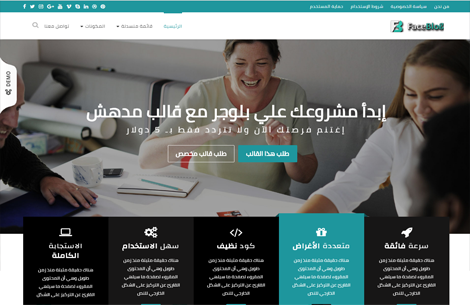 من نحن
سياسة الخصوصية
شروط الإستخدام
حماية المستخدم
FaceBlog
الرئيسية
قائمة منسدلة
المكونات
تواصل معنا
DEMO
إبدأ مشروعك علي بلوجر مع قالب مدهش
إغتنم فرصتك الآن ولا تتردد فقط بـ 5 دولار
طلب هذا القالب
طلب قالب مخصص
سرعة فائقة
هناك حقيقة مثبتة منذ زمن
طويل وهي أن المحتوى
المقروء لصفحة ما سيلهي
القارئ عن التركيز على الشكل
الخارجي للنص
متعددة الأغراض
هناك حقيقة مثبتة منذ زمن
طويل وهي أن المحتوى
المقروء لصفحة ما سيلهي
القارئ عن التركيز على الشكل
الخارجي للنص
كود نظيف
هناك حقيقة مثبتة منذ زمن
طويل وهي أن المحتوى
المقروء لصفحة ما سيلهي
القارئ عن التركيز على الشكل
الخارجي للنص
سهل الاستخدام
هناك حقيقة مثبتة منذ زمن
طويل وهي أن المحتوى
المقروء لصفحة ما سيلهي
القارئ عن التركيز على الشكل
الخارجي للنص
الاستجابة
الكاملة
هناك حقيقة مثبتة منذ زمن
طويل وهي أن المحتوى
المقروء لصفحة ما سيلهي
القارئ عن التركيز على الشكل